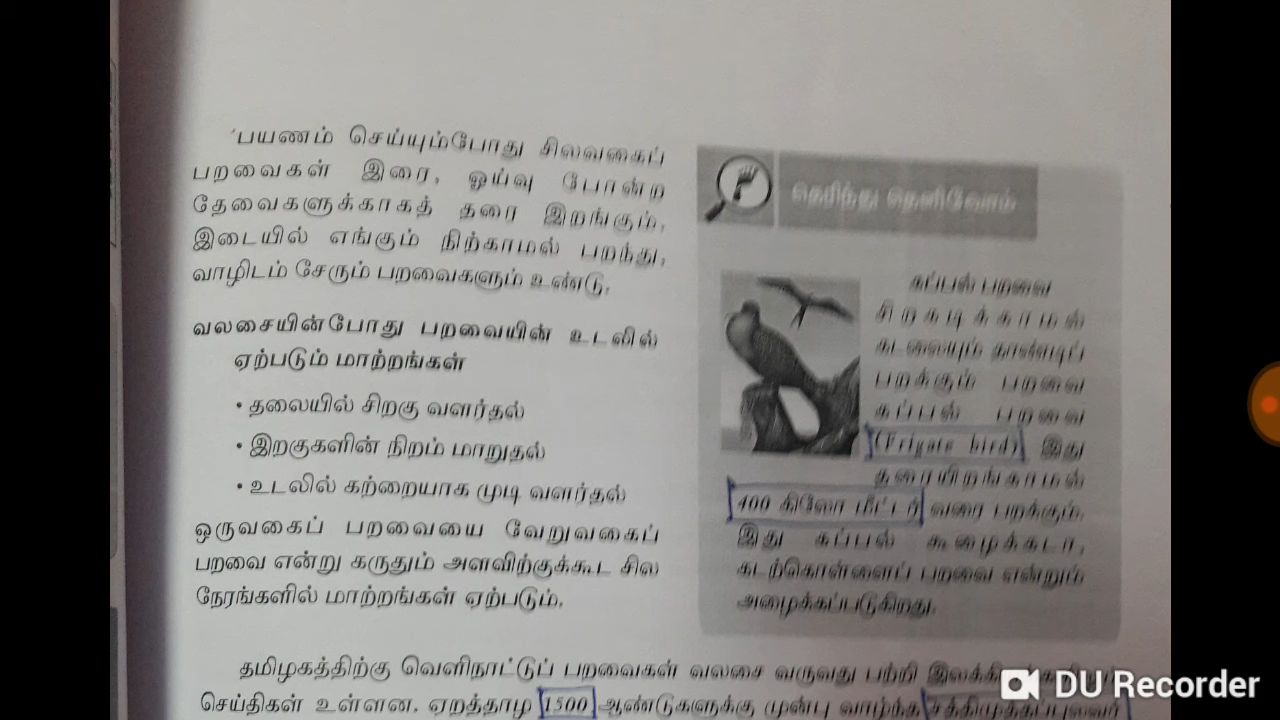 'பயணம் செய்யும்போது சிலவகைப்
பறவைகள் இரை, ஓய்வு போன்ற
தேவைகளுக்காகத் தரை இறங்கும்.
இடையில் எங்கும் நிற்காமல் பறந்து,
வாழிடம் சேரும் பறவைகளும் உண்டு.
வலசையின்போது பறவையின் உடலில்
ஏற்படும் மாற்றங்கள்
• தலையில் சிறகு வளர்தல்
• இறகுகளின் நிறம் மாறுதல்
• உடலில் கற்றையாக முடி வளர்தல்
ஒருவகைப் பறவையை வேறுவகைப்
பறவை என்று கருதும் அளவிற்குக்கூட சில
நேரங்களில் மாற்றங்கள் ஏற்படும்.
தெரிந்து தெளிவோம்
கப்பல் பறவை
சிறகடிக்காமல்
கடலையும் தாண்டிப்
பறக்கும் பறவை
கப்பல் பறவை
(Frigate bird) இது
தரையிறங்காமல்
400 கிலோ மீட்டர் வரை பறக்கும்.
இது கப்பல் கூழைக்கடா,
கடற்கொள்ளைப் பறவை என்றும்
அழைக்கப்படுகிறது.
தமிழகத்திற்கு வெளிநாட்டுப் பறவைகள் வலசை வருவது பற்றி
செய்திகள் உள்ளன. ஏறத்தாழ 1500 ஆண்டுகளுக்கு முன்பு வாழ்ந்த சத்திமுத்தப்புலவர்
DU Recorder